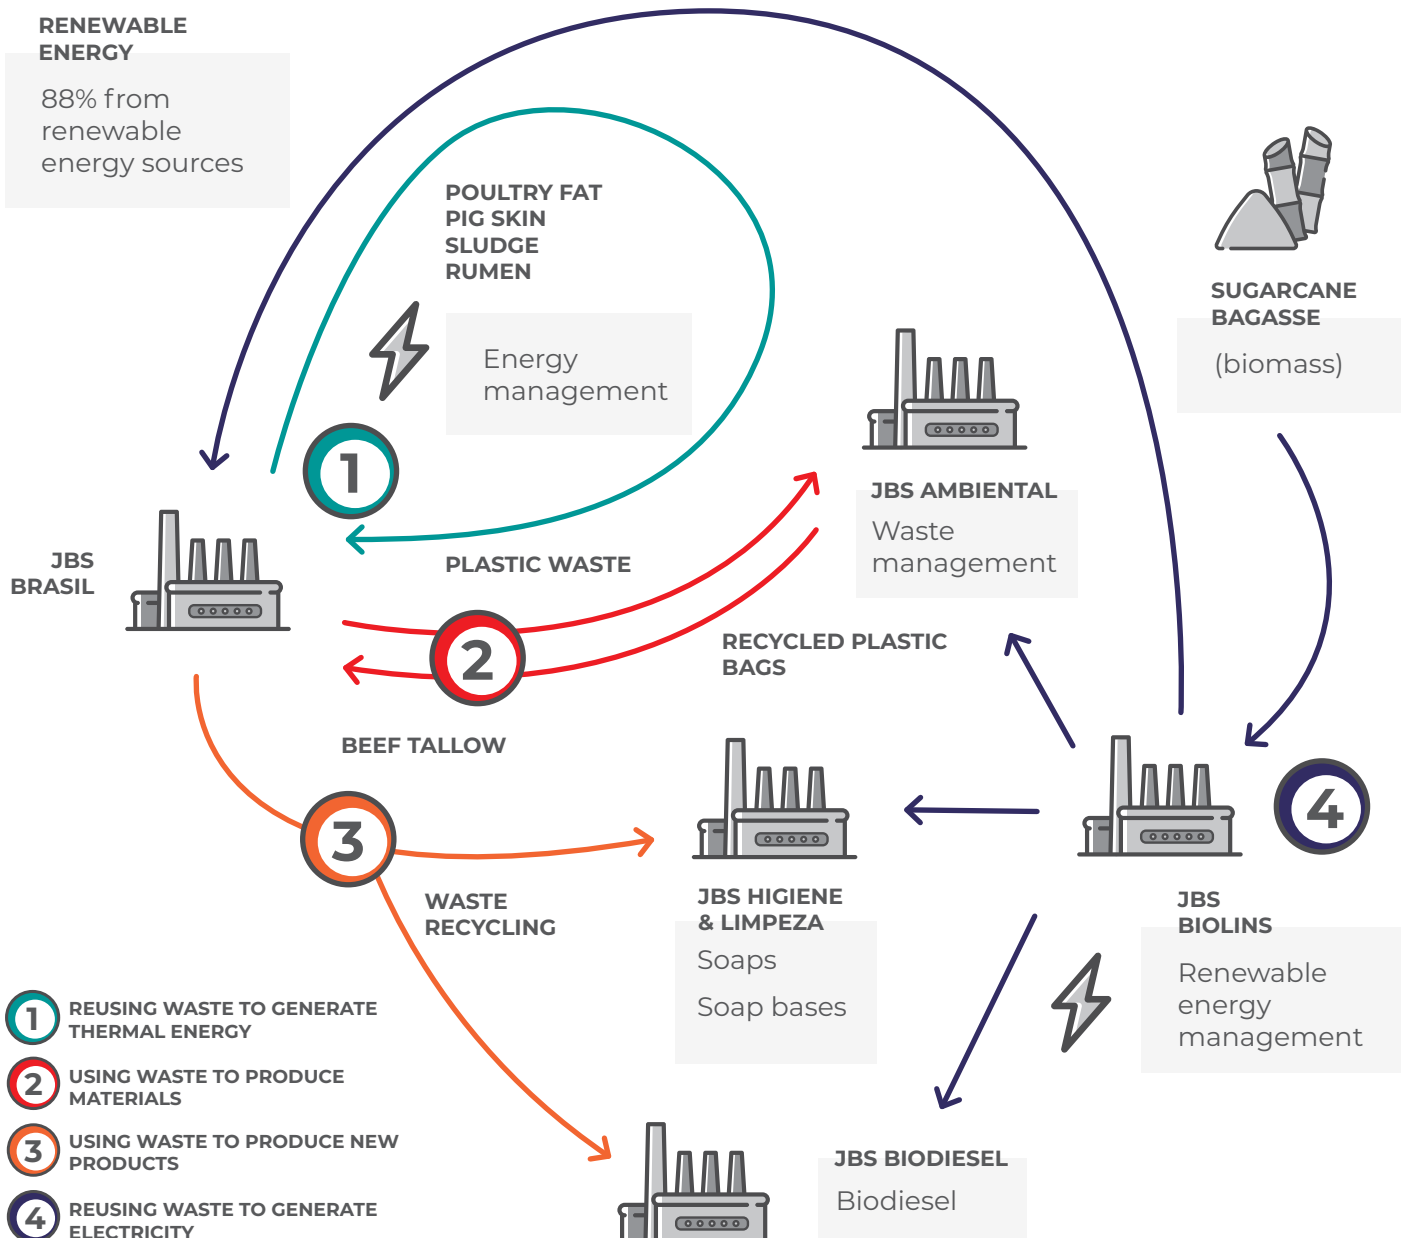 RENEWABLE
ENERGY
88% from
renewable
energy sources
POULTRY FAT
PIG SKIN
SLUDGE
RUMEN
Energy
management
SUGARCANE
BAGASSE
(biomass)
1
JBS AMBIENTAL
Waste
management
JBS
BRASIL
PLASTIC WASTE
2
RECYCLED PLASTIC
BAGS
BEEF TALLOW
3
4
WASTE
RECYCLING
JBS HIGIENE
& LIMPEZA
Soaps
Soap bases
JBS
BIOLINS
Renewable
energy
management
JBS BIODIESEL
Biodiesel
1 REUSING WASTE TO GENERATE
THERMAL ENERGY
2 USING WASTE TO PRODUCE
MATERIALS
3 USING WASTE TO PRODUCE NEW
PRODUCTS
4 REUSING WASTE TO GENERATE
ELECTRICITY